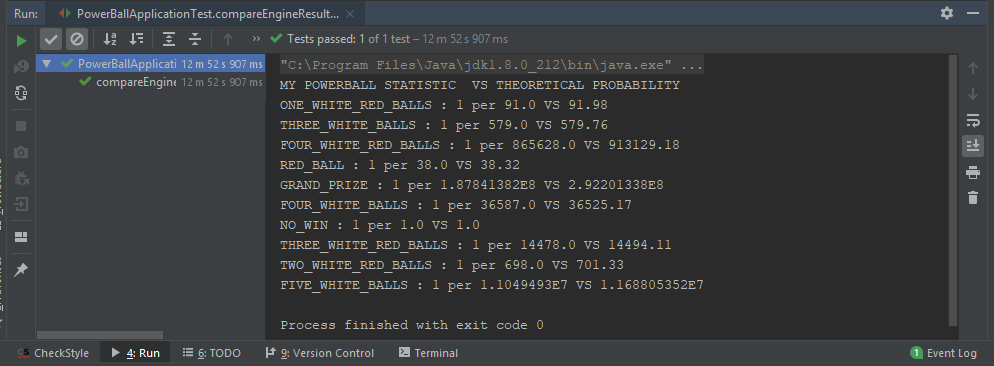 Run: PowerBallApplicationTest.compareEngineResult... ×
Tests passed: 1 of 1 test – 12 m 52 s 907 ms
PowerBallApplicati 12 m 52 s 907 ms
compareEngine 12 m 52 s 907 ms
"C:\Program Files\Java\jdk1.8.0_212\bin\java.exe" ...
MY POWERBALL STATISTIC  VS THEORETICAL PROBABILITY
ONE_WHITE_RED_BALLS : 1 per 91.0 VS 91.98
THREE_WHITE_BALLS : 1 per 579.0 VS 579.76
FOUR_WHITE_RED_BALLS : 1 per 865628.0 VS 913129.18
RED_BALL : 1 per 38.0 VS 38.32
GRAND_PRIZE : 1 per 1.87841382E8 VS 2.92201338E8
FOUR_WHITE_BALLS : 1 per 36587.0 VS 36525.17
NO_WIN : 1 per 1.0 VS 1.0
THREE_WHITE_RED_BALLS : 1 per 14478.0 VS 14494.11
TWO_WHITE_RED_BALLS : 1 per 698.0 VS 701.33
FIVE_WHITE_BALLS : 1 per 1.1049493E7 VS 1.168805352E7
Process finished with exit code 0
CheckStyle 4: Run 6: TODO 9: Version Control Terminal 1 Event Log